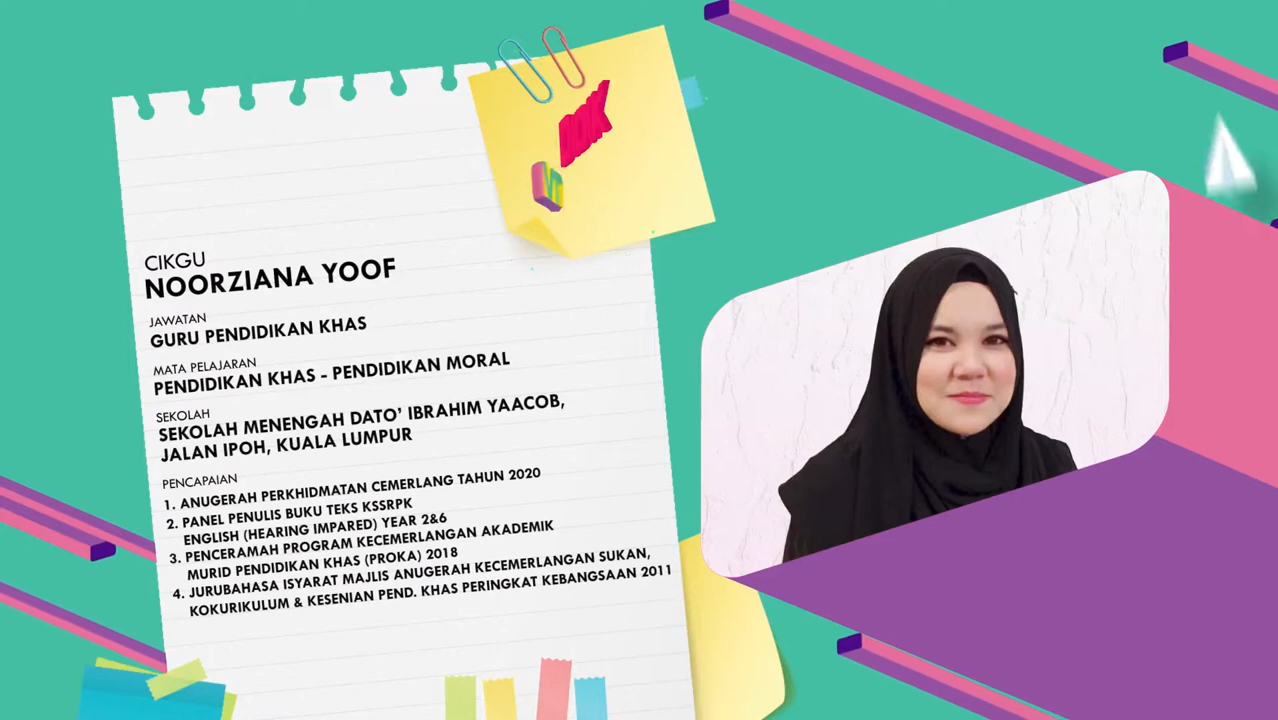 CIKGU
NOORZIANA YOOF
JAWATAN
GURU PENDIDIKAN KHAS
MATA PELAJARAN
PENDIDIKAN KHAS - PENDIDIKAN MORAL
SEKOLAH
SEKOLAH MENENGAH DATO’ IBRAHIM YAACOB,
JALAN IPOH, KUALA LUMPUR
PENCAPAIAN
1. ANUGERAH PERKHIDMATAN CEMERLANG TAHUN 2020
2. PANEL PENULIS BUKU TEKS KSSRPK
ENGLISH (HEARING IMPARED) YEAR 2&6
3. PENCERAMAH PROGRAM KECEMERLANGAN AKADEMIK
MURID PENDIDIKAN KHAS (PROKA) 2018
4. JURUBAHASA ISYARAT MAJLIS ANUGERAH KECEMERLANGAN SUKAN,
KOKURIKULUM & KESENIAN PEND. KHAS PERINGKAT KEBANGSAAN 2011